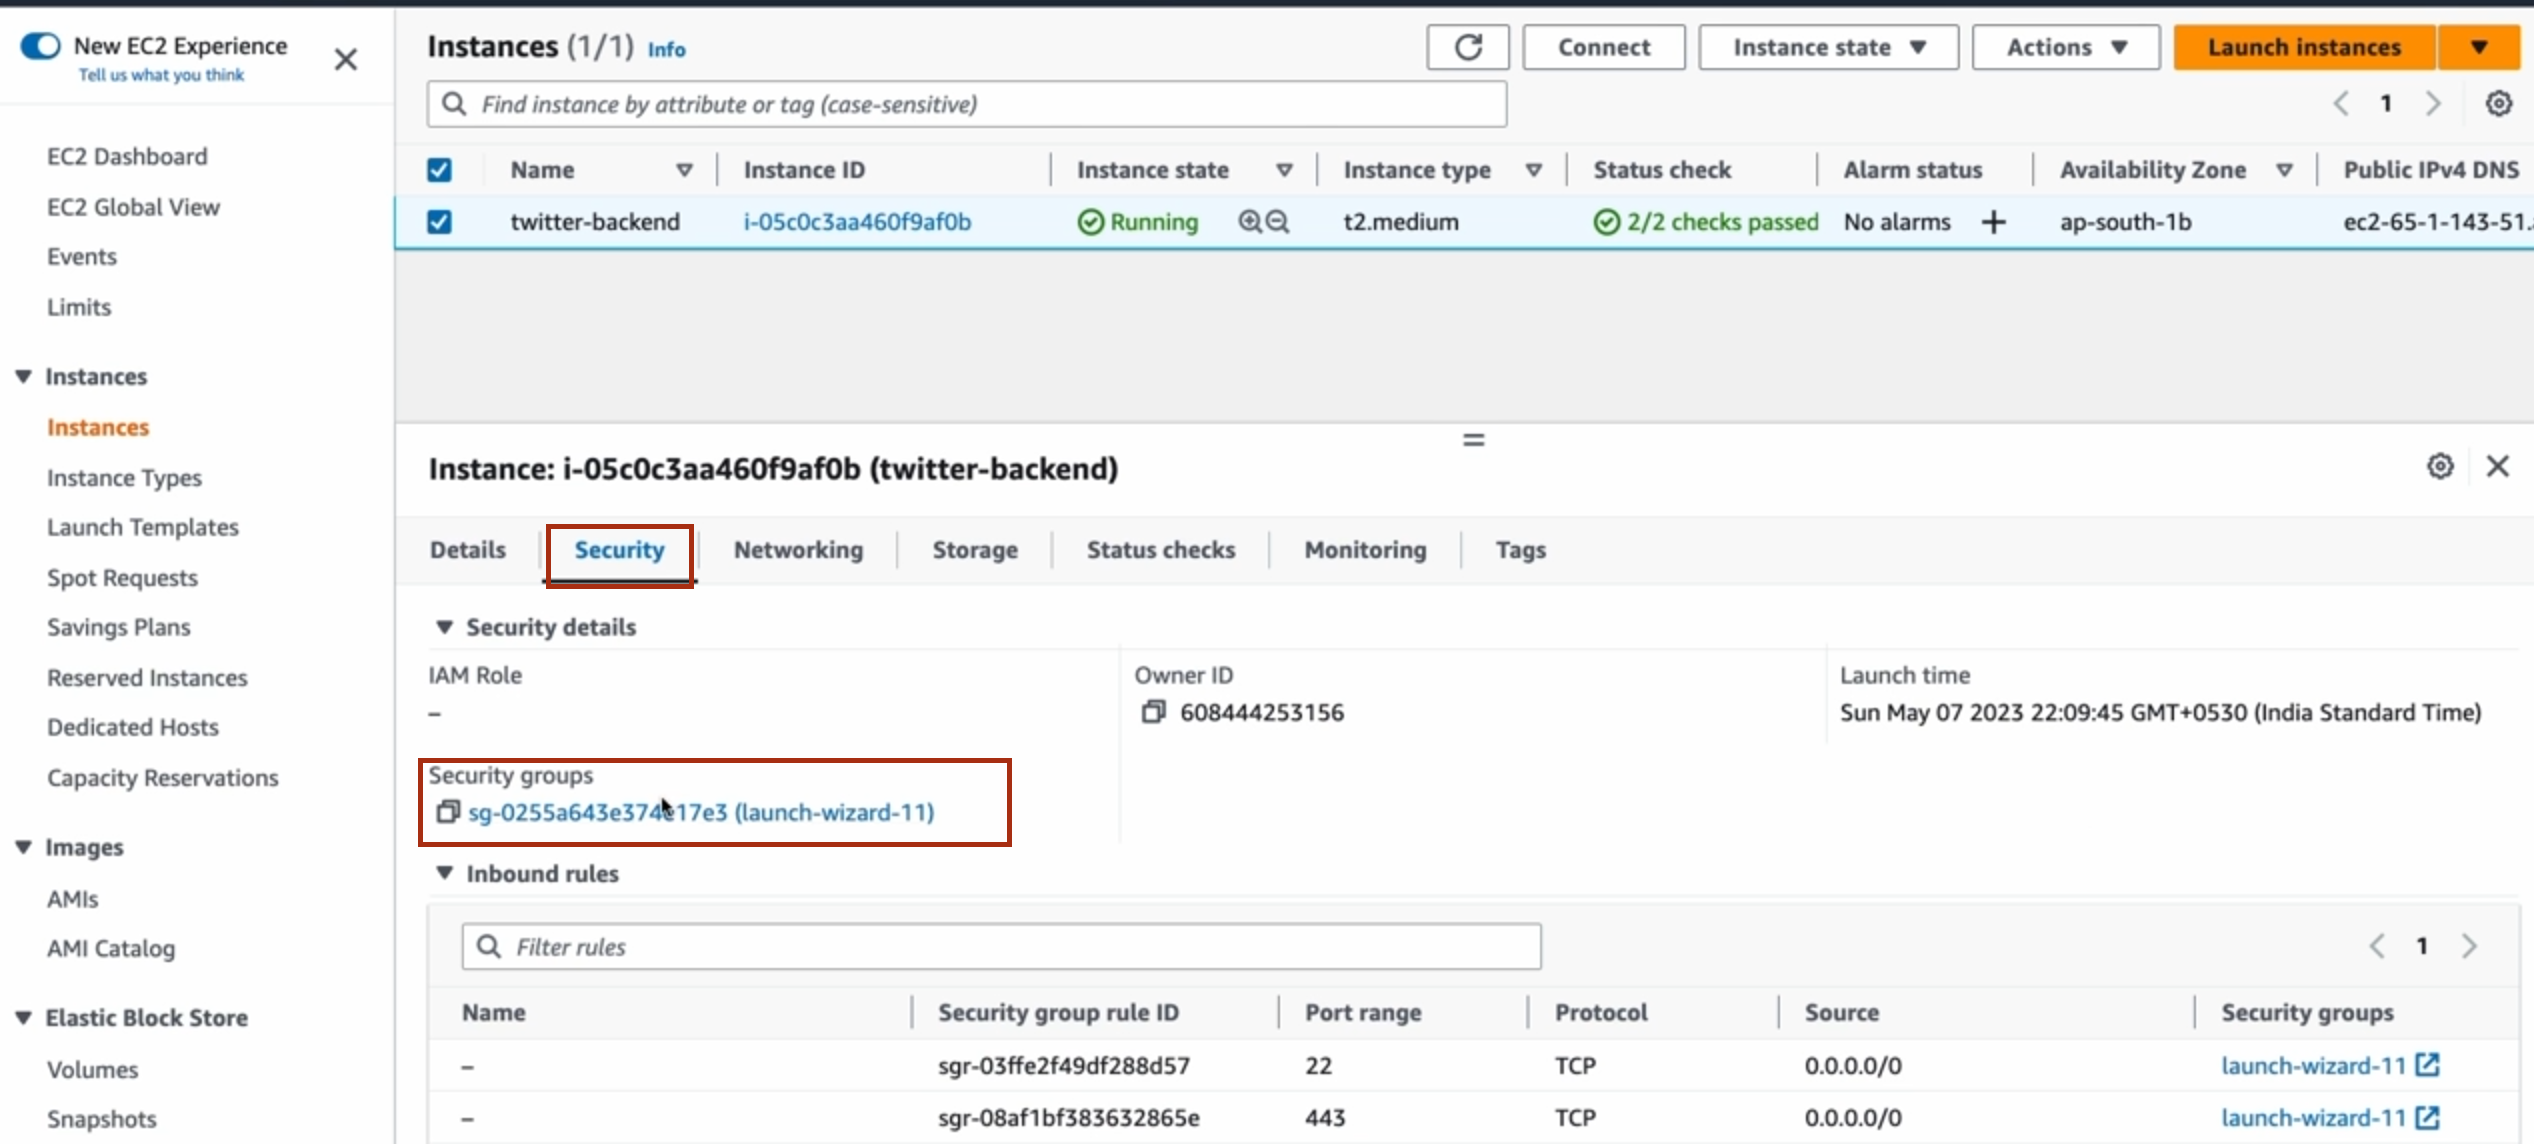 New EC2 Experience
Tell us what you think
EC2 Dashboard
EC2 Global View
Events
Limits
Instances
Instances
Instance Types
Launch Templates
Spot Requests
Savings Plans
Reserved Instances
Dedicated Hosts
Capacity Reservations
Images
AMIs
AMI Catalog
Elastic Block Store
Volumes
Snapshots
Instances (1/1) Info
Connect
Instance state
Actions
Launch instances
Find instance by attribute or tag (case-sensitive)
1
Name Instance ID Instance state Instance type Status check Alarm status Availability Zone Public IPv4 DNS
twitter-backend i-05c0c3aa460f9af0b Running t2.medium 2/2 checks passed No alarms + ap-south-1b ec2-65-1-143-51.
Instance: i-05c0c3aa460f9af0b (twitter-backend)
Details Security Networking Storage Status checks Monitoring Tags
Security details
IAM Role Owner ID Launch time
– 608444253156 Sun May 07 2023 22:09:45 GMT+0530 (India Standard Time)
Security groups
(launch-wizard-11)
Inbound rules
Filter rules
1
Name Security group rule ID Port range Protocol Source Security groups
– sgr-03ffe2f49df288d57 22 TCP 0.0.0.0/0 launch-wizard-11
– sgr-08af1bf383632865e 443 TCP 0.0.0.0/0 launch-wizard-11